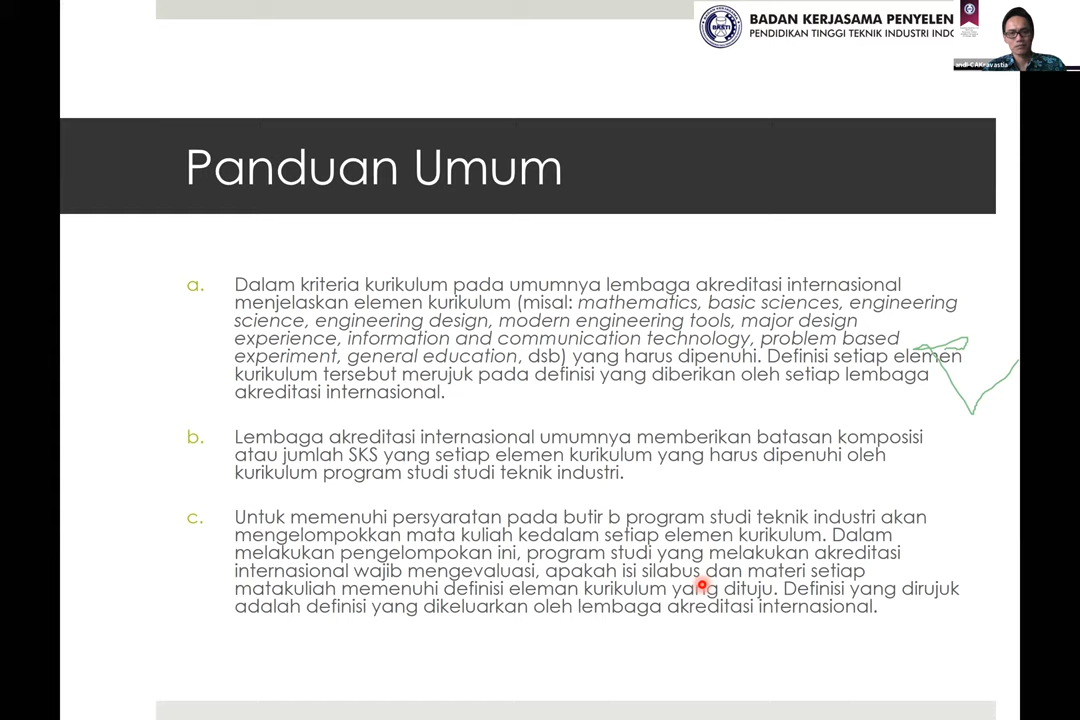 BADAN KERJASAMA PENYELEN
PENDIDIKAN TINGGI TEKNIK INDUSTRI INDO
BKSTI
Panduan Umum
a. Dalam kriteria kurikulum pada umumnya lembaga akreditasi internasional
menjelaskan elemen kurikulum (misal: mathematics, basic sciences, engineering
science, engineering design, modern engineering tools, major design
experience, information and communication technology, problem based
experiment, general education, dsb) yang harus dipenuhi. Definisi setiap elemen
kurikulum tersebut merujuk pada definisi yang diberikan oleh setiap lembaga
akreditasi internasional.
b. Lembaga akreditasi internasional umumnya memberikan batasan komposisi
atau jumlah SKS yang setiap elemen kurikulum yang harus dipenuhi oleh
kurikulum program studi studi teknik industri.
c. Untuk memenuhi persyaratan pada butir b program studi teknik industri akan
mengelompokkan mata kuliah kedalam setiap elemen kurikulum. Dalam
melakukan pengelompokan ini, program studi yang melakukan akreditasi
internasional wajib mengevaluasi, apakah isi silabus dan materi setiap
matakuliah memenuhi definisi eleman kurikulum yang dituju. Definisi yang dirujuk
adalah definisi yang dikeluarkan oleh lembaga akreditasi internasional.